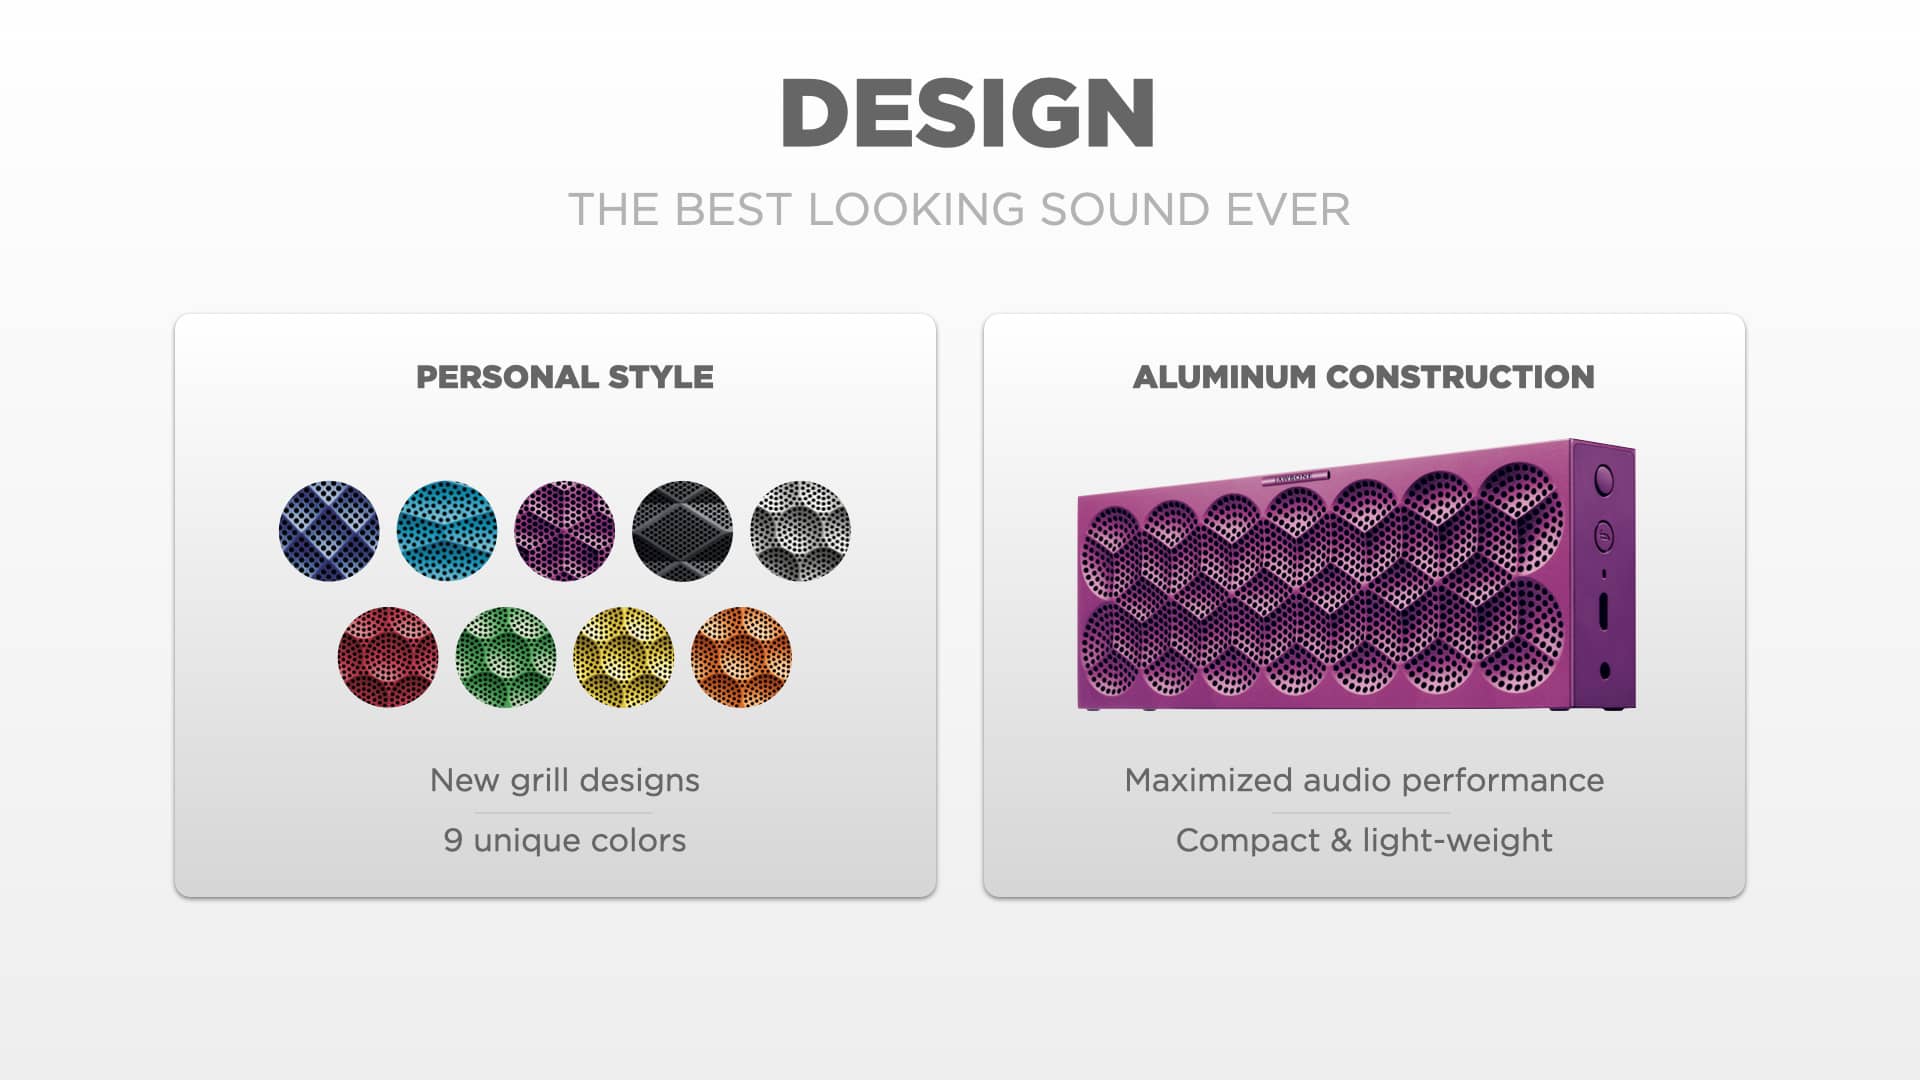 DESIGN
THE BEST LOOKING SOUND EVER
PERSONAL STYLE
New grill designs
9 unique colors
ALUMINUM CONSTRUCTION
JAWBONE
Maximized audio performance
Compact & light-weight